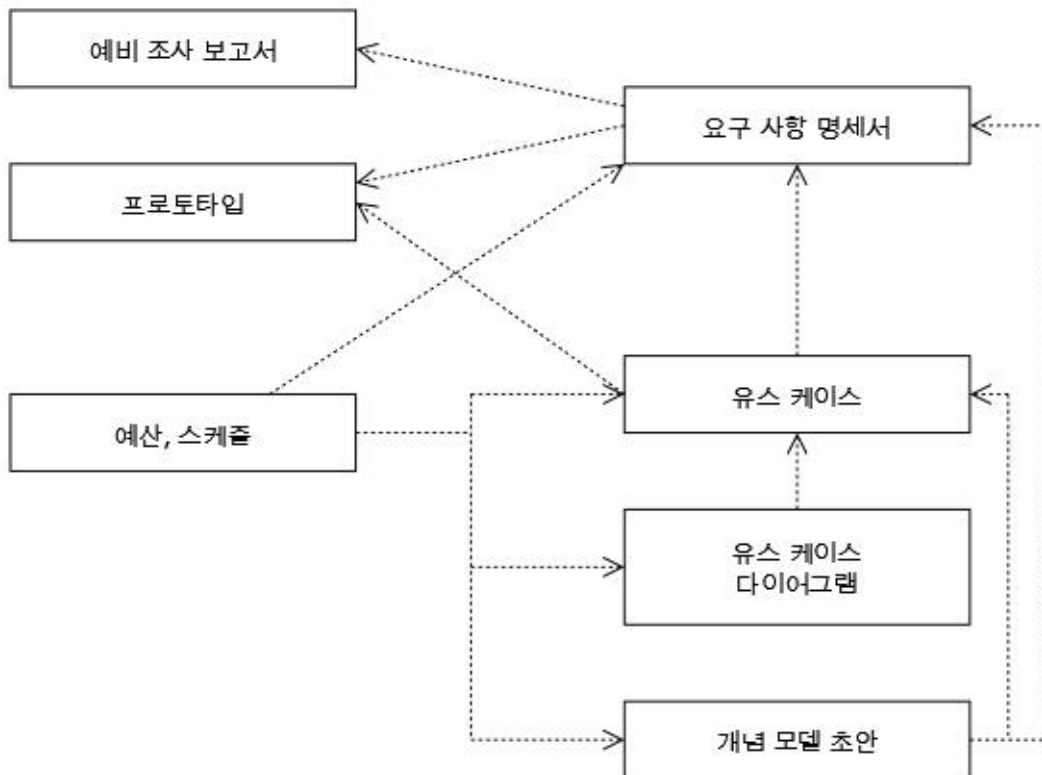 예비 조사 보고서
요구 사항 명세서
프로토타입
유스 케이스
예산, 스케줄
유스 케이스
다이어그램
개념 모델 초안